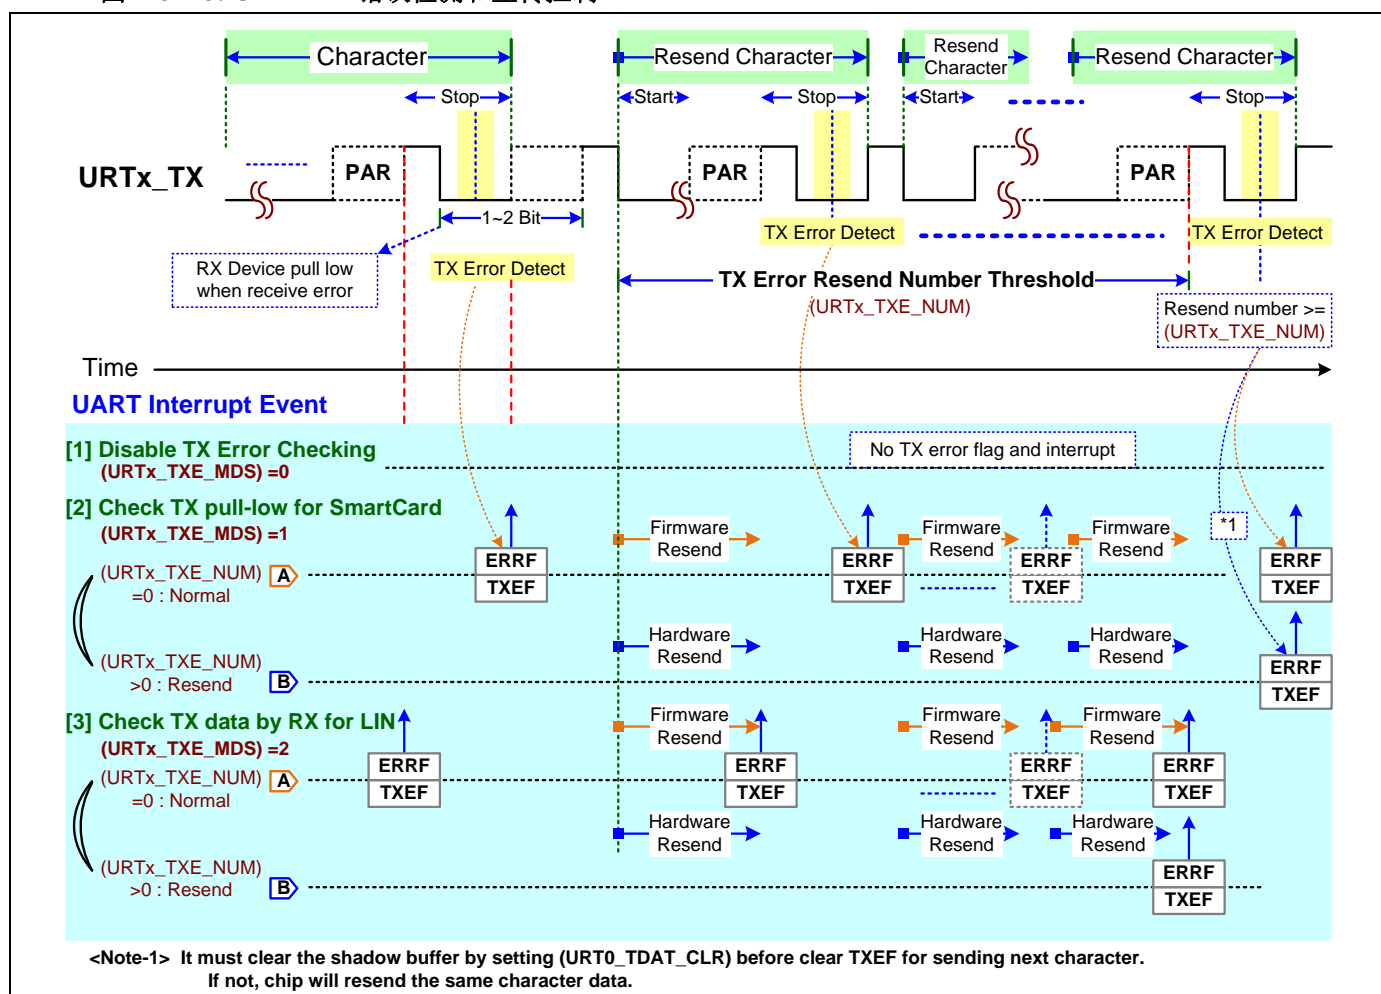 Character
Resend Character
Resend
Character
Resend Character
Stop
Start
Stop
Start
Stop
URTx_TX
PAR
PAR
PAR
1~2 Bit
TX Error Detect
TX Error Detect
TX Error Detect
RX Device pull low
when receive error
TX Error Resend Number Threshold
(URTx_TXE_NUM)
Resend number >=
(URTx_TXE_NUM)
Time
UART Interrupt Event
[1] Disable TX Error Checking
(URTx_TXE_MDS) =0
No TX error flag and interrupt
[2] Check TX pull-low for SmartCard
(URTx_TXE_MDS) =1
Firmware
Resend
Firmware
Resend
Firmware
Resend
*1
(URTx_TXE_NUM)
=0 : Normal
A
ERRF
TXEF
ERRF
TXEF
ERRF
TXEF
ERRF
TXEF
Hardware
Resend
Hardware
Resend
Hardware
Resend
(URTx_TXE_NUM)
>0 : Resend
B
ERRF
TXEF
[3] Check TX data by RX for LIN
(URTx_TXE_MDS) =2
Firmware
Resend
Firmware
Resend
Firmware
Resend
(URTx_TXE_NUM)
=0 : Normal
A
ERRF
TXEF
ERRF
TXEF
ERRF
TXEF
ERRF
TXEF
Hardware
Resend
Hardware
Resend
Hardware
Resend
(URTx_TXE_NUM)
>0 : Resend
B
ERRF
TXEF
<Note-1> It must clear the shadow buffer by setting (URT0_TDAT_CLR) before clear TXEF for sending next character.
If not, chip will resend the same character data.